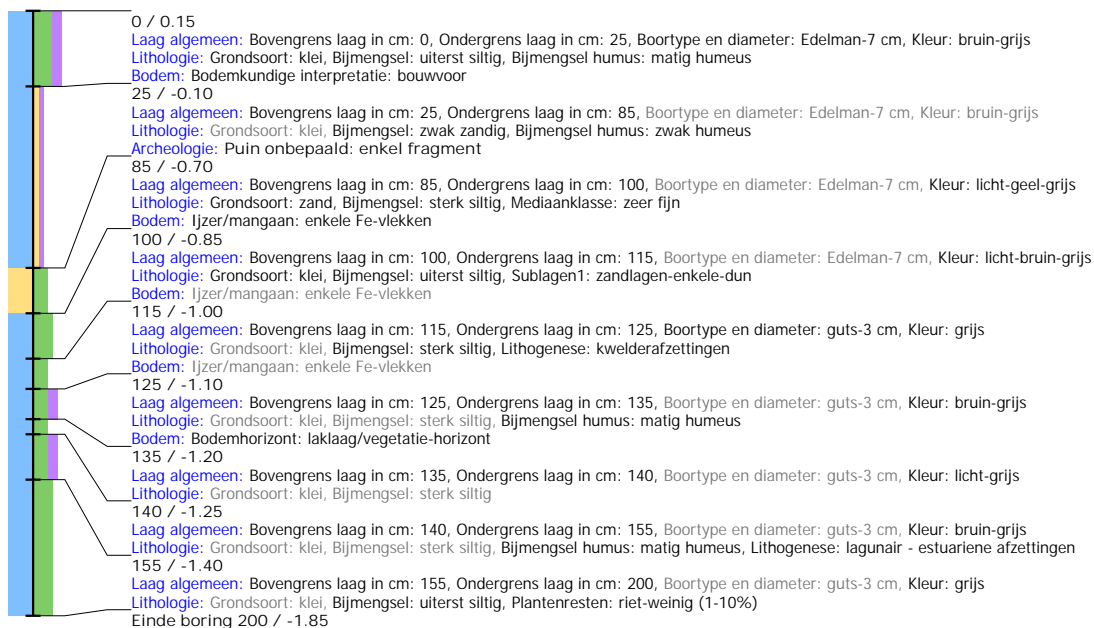 0 / 0.15
Laag algemeen: Bovengrens laag in cm: 0, Ondergrens laag in cm: 25, Boortype en diameter: Edelman-7 cm, Kleur: bruin-grijs
Lithologie: Grondsoort: klei, Bijmengsel: uiterst siltig, Bijmengsel humus: matig humeus
Bodem: Bodemkundige interpretatie: bouwvoor
25 / -0.10
Laag algemeen: Bovengrens laag in cm: 25, Ondergrens laag in cm: 85, Boortype en diameter: Edelman-7 cm, Kleur: bruin-grijs
Lithologie: Grondsoort: klei, Bijmengsel: zwak zandig, Bijmengsel humus: zwak humeus
Archeologie: Puin onbepaald: enkel fragment
85 / -0.70
Laag algemeen: Bovengrens laag in cm: 85, Ondergrens laag in cm: 100, Boortype en diameter: Edelman-7 cm, Kleur: licht-geel-grijs
Lithologie: Grondsoort: zand, Bijmengsel: sterk siltig, Mediaanklasse: zeer fijn
Bodem: Ijzer/mangaan: enkele Fe-vlekken
100 / -0.85
Laag algemeen: Bovengrens laag in cm: 100, Ondergrens laag in cm: 115, Boortype en diameter: Edelman-7 cm, Kleur: licht-bruin-grijs
Lithologie: Grondsoort: klei, Bijmengsel: uiterst siltig, Sublagen1: zandlagen-enkele-dun
Bodem: Ijzer/mangaan: enkele Fe-vlekken
115 / -1.00
Laag algemeen: Bovengrens laag in cm: 115, Ondergrens laag in cm: 125, Boortype en diameter: guts-3 cm, Kleur: grijs
Lithologie: Grondsoort: klei, Bijmengsel: sterk siltig, Lithogenese: kwelderafzettingen
Bodem: Ijzer/mangaan: enkele Fe-vlekken
125 / -1.10
Laag algemeen: Bovengrens laag in cm: 125, Ondergrens laag in cm: 135, Boortype en diameter: guts-3 cm, Kleur: bruin-grijs
Lithologie: Grondsoort: klei, Bijmengsel: sterk siltig, Bijmengsel humus: matig humeus
Bodem: Bodemhorizont: laklaag/vegetatie-horizont
135 / -1.20
Laag algemeen: Bovengrens laag in cm: 135, Ondergrens laag in cm: 140, Boortype en diameter: guts-3 cm, Kleur: licht-grijs
Lithologie: Grondsoort: klei, Bijmengsel: sterk siltig
140 / -1.25
Laag algemeen: Bovengrens laag in cm: 140, Ondergrens laag in cm: 155, Boortype en diameter: guts-3 cm, Kleur: bruin-grijs
Lithologie: Grondsoort: klei, Bijmengsel: sterk siltig, Bijmengsel humus: matig humeus, Lithogenese: lagunair - estuariene afzettingen
155 / -1.40
Laag algemeen: Bovengrens laag in cm: 155, Ondergrens laag in cm: 200, Boortype en diameter: guts-3 cm, Kleur: grijs
Lithologie: Grondsoort: klei, Bijmengsel: uiterst siltig, Plantenresten: riet-weinig (1-10%)
Einde boring 200 / -1.85